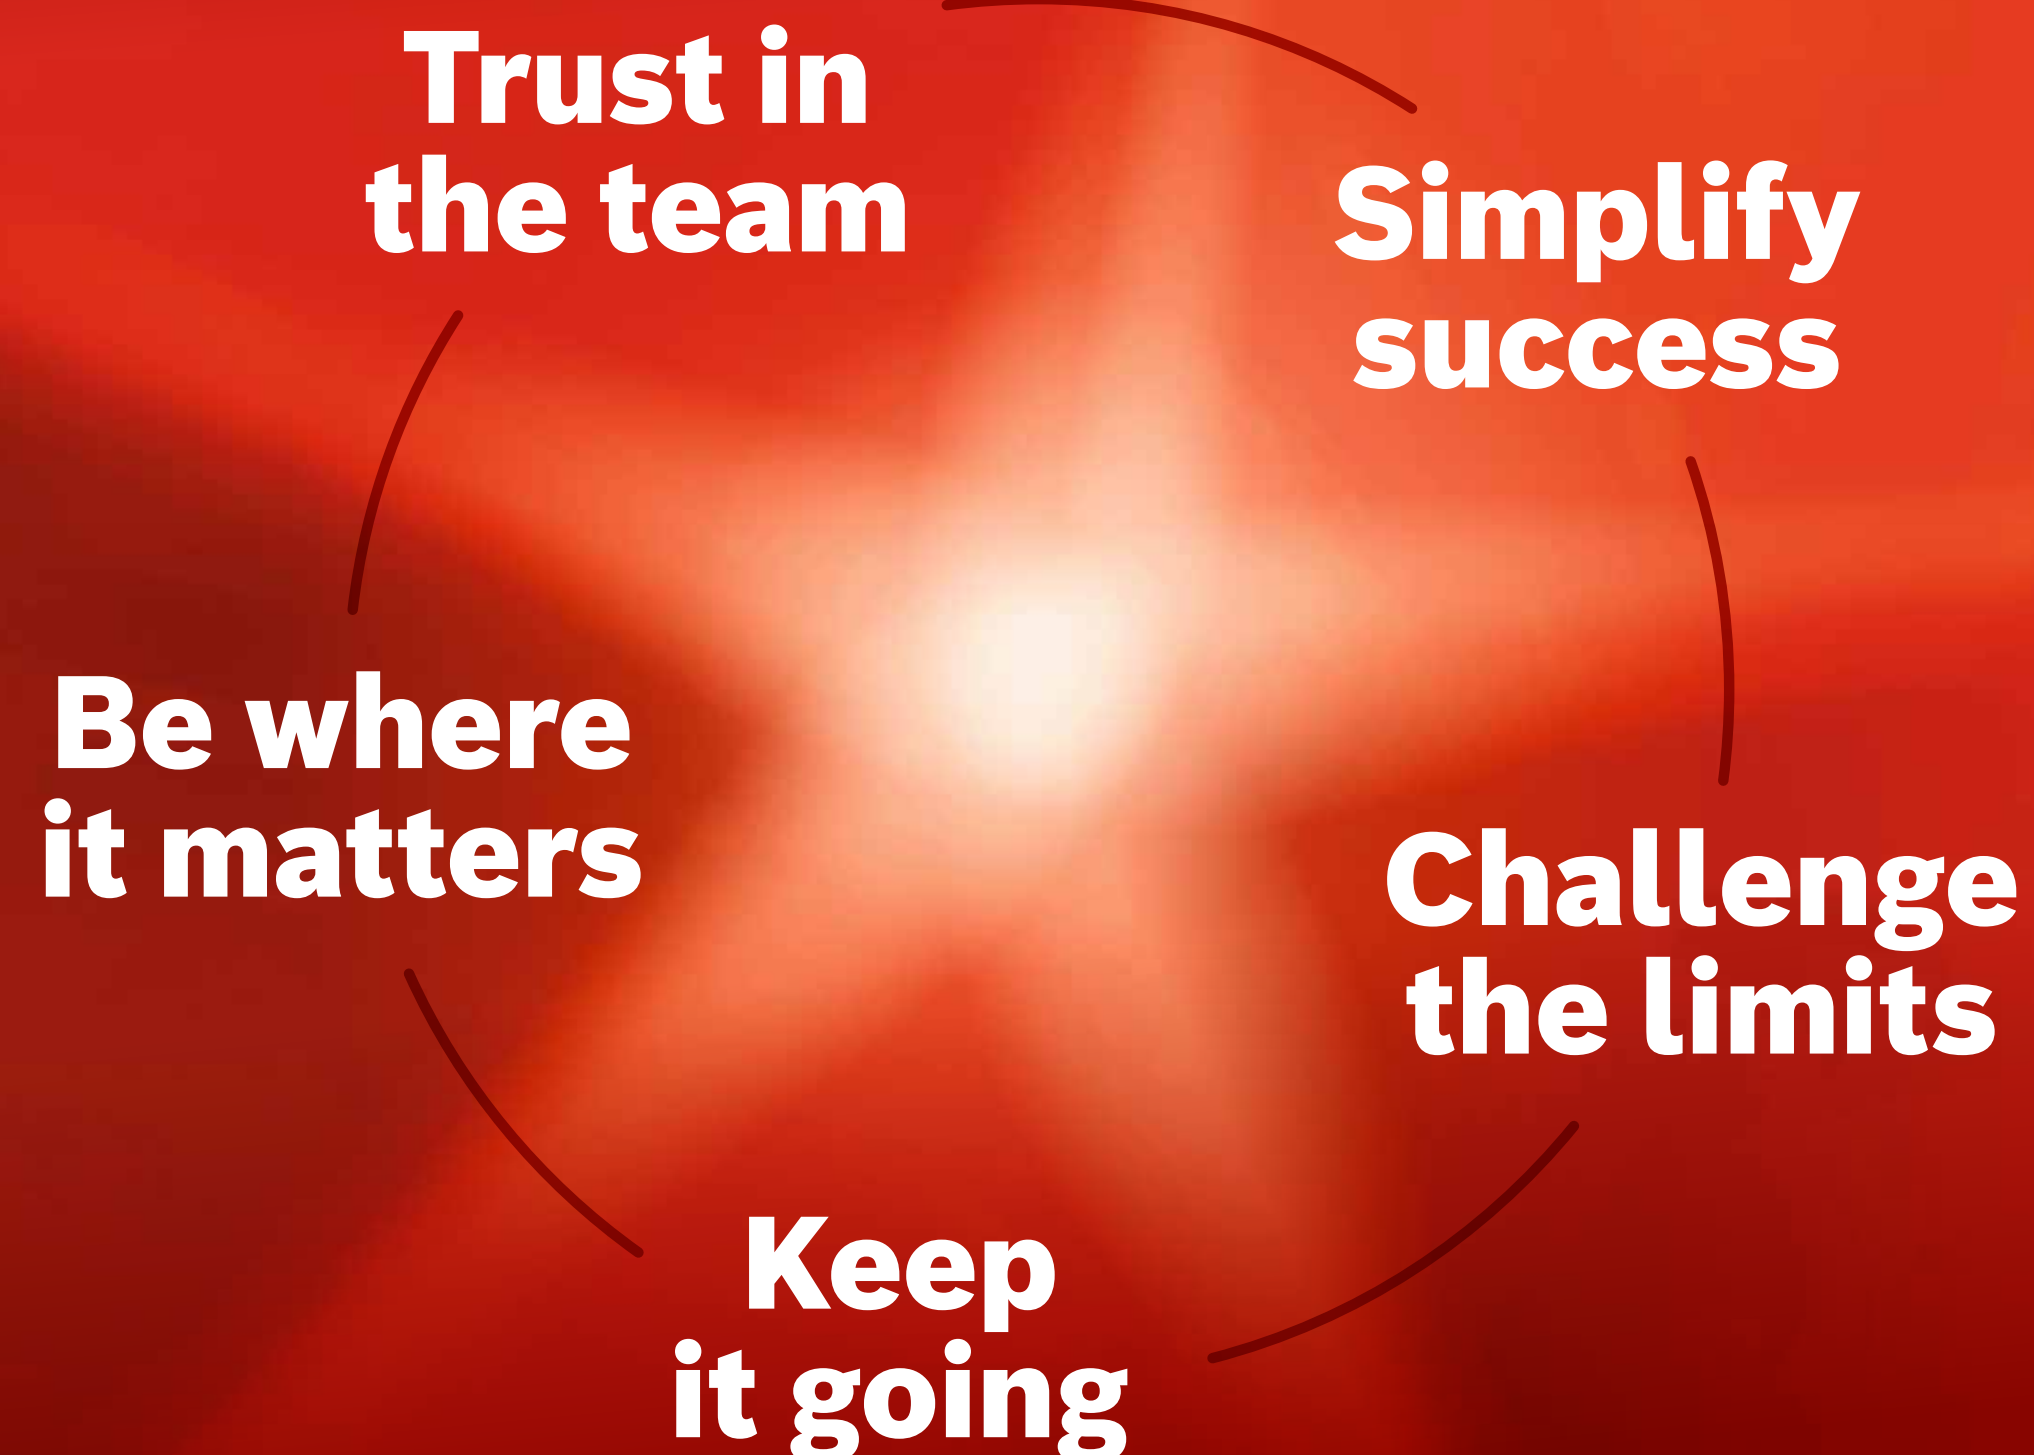 Trust in
the team
Simplify
success
Be where
it matters
Challenge
the limits
Keep
it going